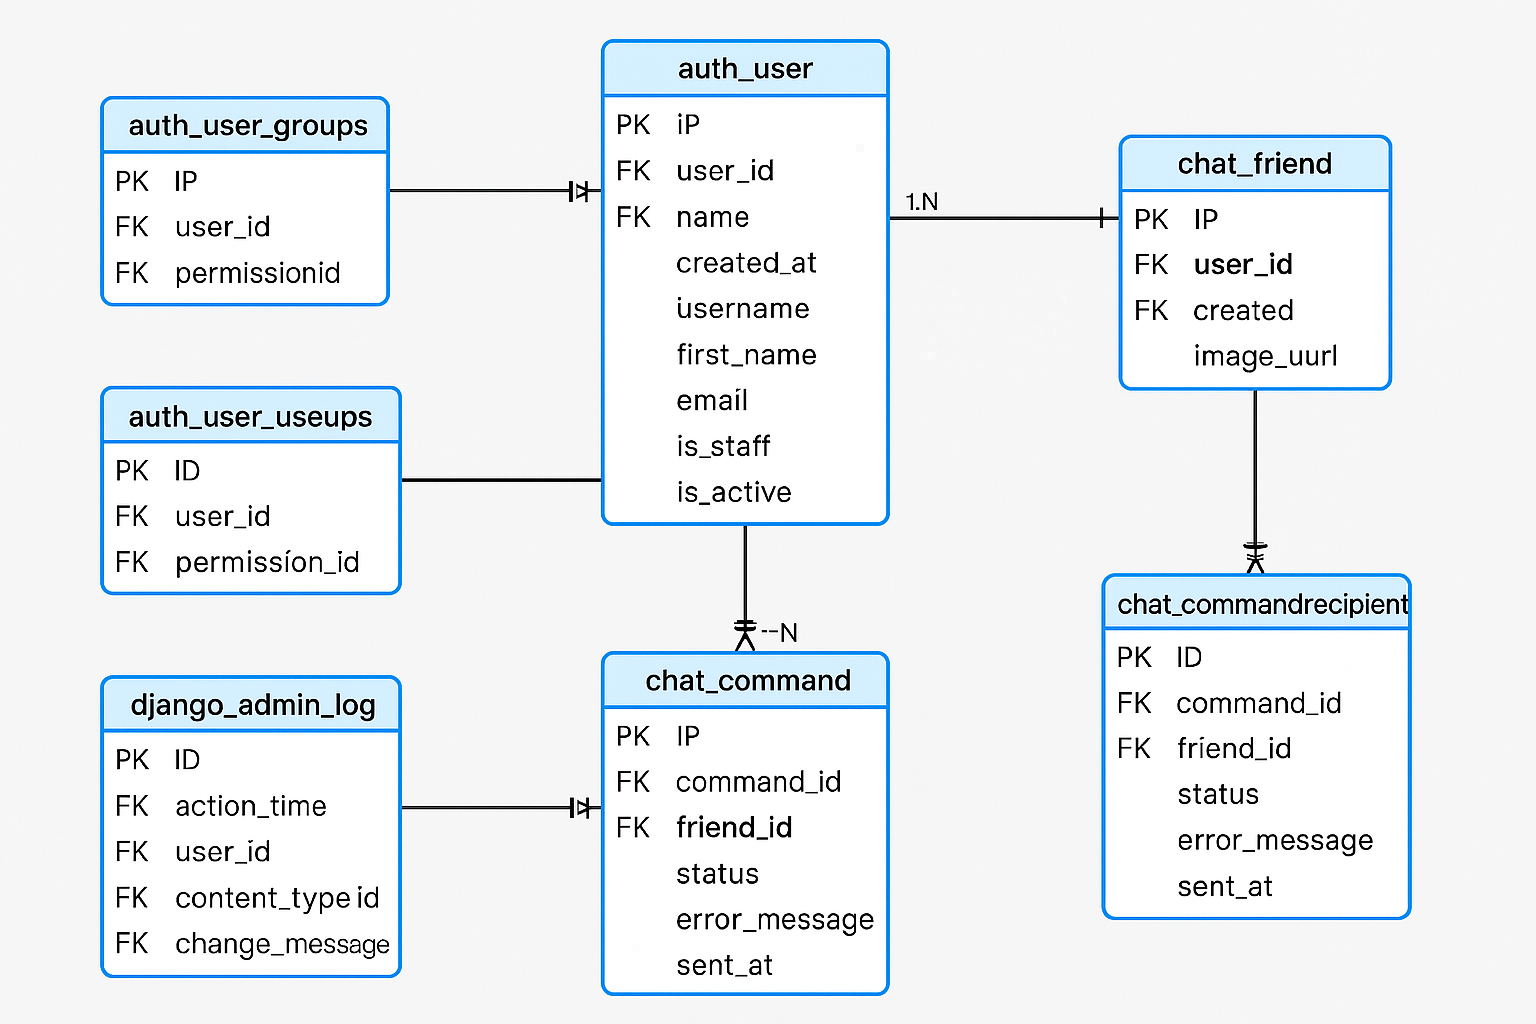 auth_user_groups
PK IP
FK user_id
FK permissionid
auth_user
PK iP
FK user_id
FK name
created_at
username
first_name
email
is_staff
is_active
1.N
chat_friend
PK IP
FK user_id
FK created
image_uurl
auth_user_useups
PK ID
FK user_id
FK permission_id
--N
django_admin_log
PK ID
FK action_time
FK user_id
FK content_type id
FK change_message
chat_command
PK IP
FK command_id
FK friend_id
status
error_message
sent_at
chat_commandrecipient
PK ID
FK command_id
FK friend_id
status
error_message
sent_at